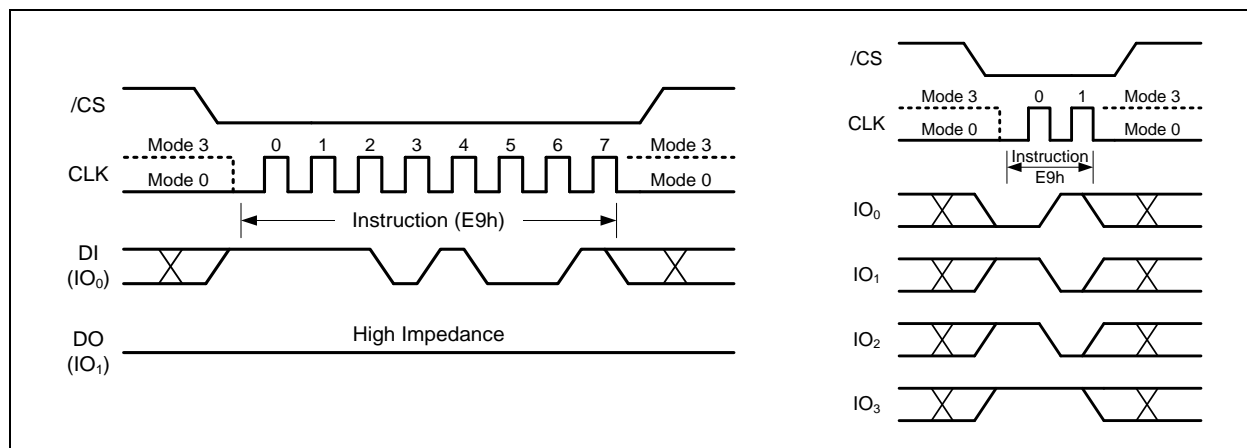 /CS
Mode 3
0 1 2 3 4 5 6 7
Mode 3
CLK
Mode 0
Mode 0
Instruction (E9h)
DI
(IO₀)
High Impedance
DO
(IO₁)
/CS
Mode 3
0 1
Mode 3
CLK
Mode 0
Mode 0
Instruction
E9h
IO₀
IO₁
IO₂
IO₃